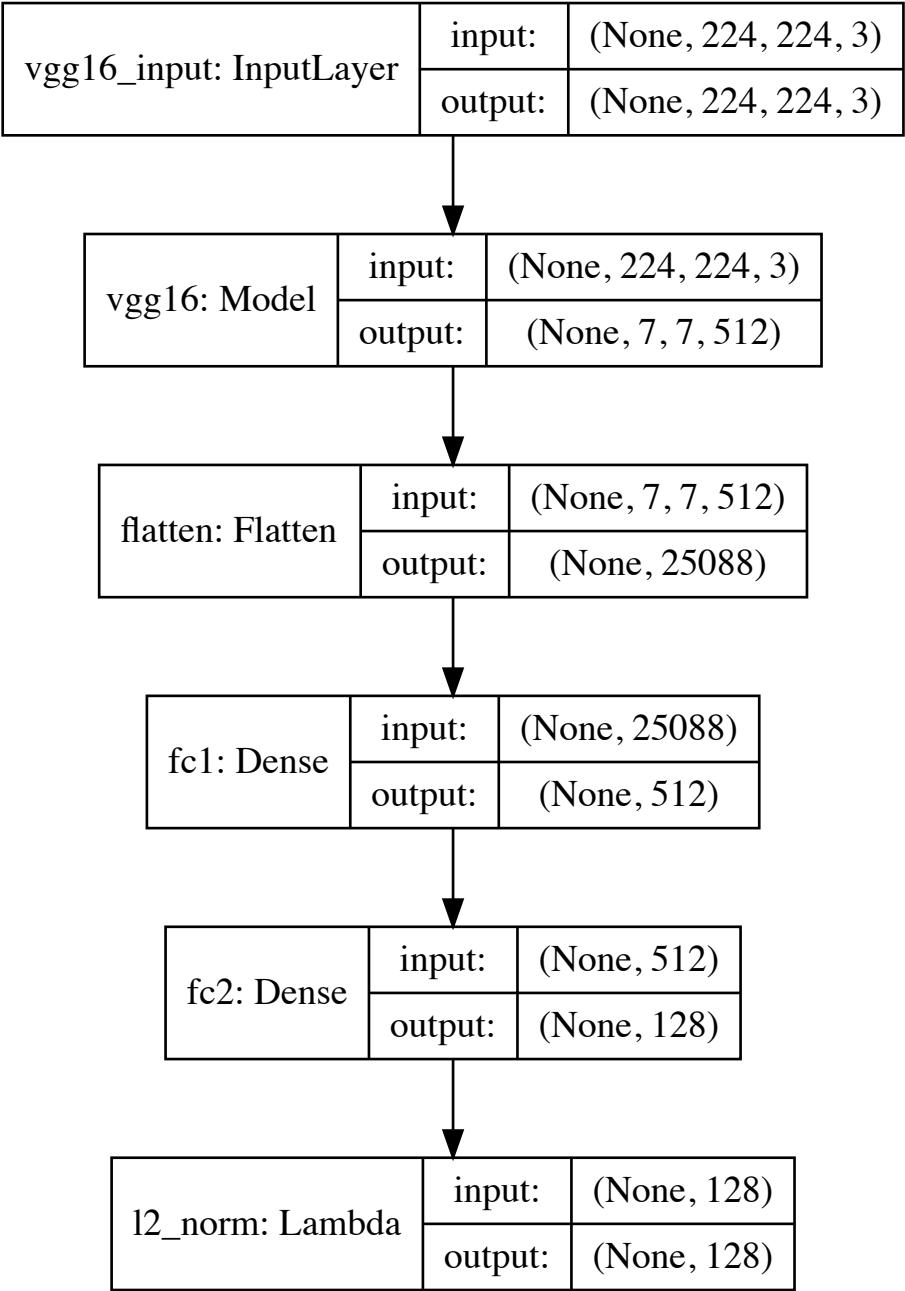 vgg16_input: InputLayer
input: (None, 224, 224, 3)
output: (None, 224, 224, 3)
vgg16: Model
input: (None, 224, 224, 3)
output: (None, 7, 7, 512)
flatten: Flatten
input: (None, 7, 7, 512)
output: (None, 25088)
fc1: Dense
input: (None, 25088)
output: (None, 512)
fc2: Dense
input: (None, 512)
output: (None, 128)
l2_norm: Lambda
input: (None, 128)
output: (None, 128)